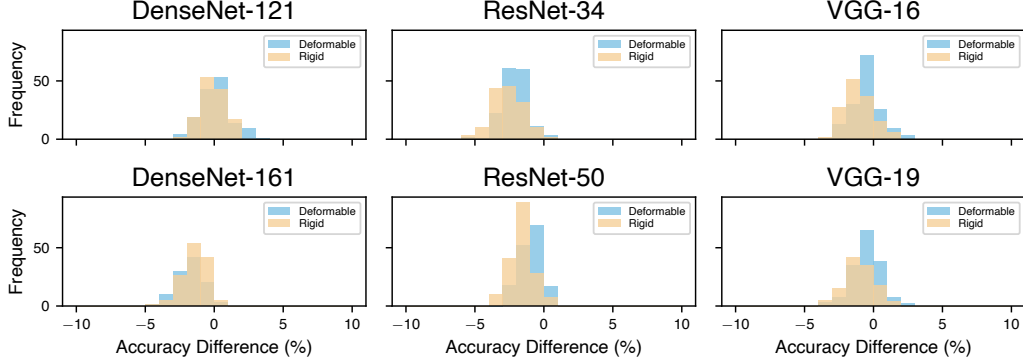 DenseNet-121
ResNet-34
VGG-16
Frequency
50
0
Deformable
Rigid
Deformable
Rigid
Deformable
Rigid
DenseNet-161
ResNet-50
VGG-19
Frequency
50
0
Deformable
Rigid
Deformable
Rigid
Deformable
Rigid
−10 −5 0 5 10
−10 −5 0 5 10
−10 −5 0 5 10
Accuracy Difference (%)
Accuracy Difference (%)
Accuracy Difference (%)